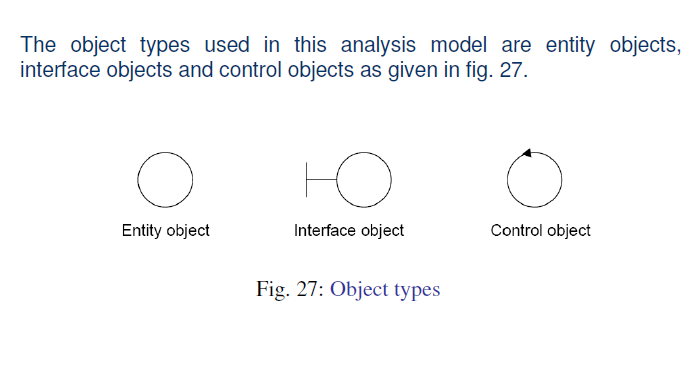 The object types used in this analysis model are entity objects,
interface objects and control objects as given in fig. 27.
Entity object
Interface object
Control object
Fig. 27: Object types